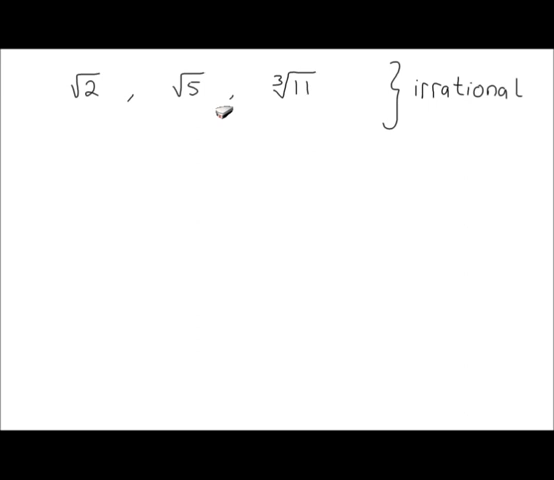 √2 , √5 , ∛11 } irrational